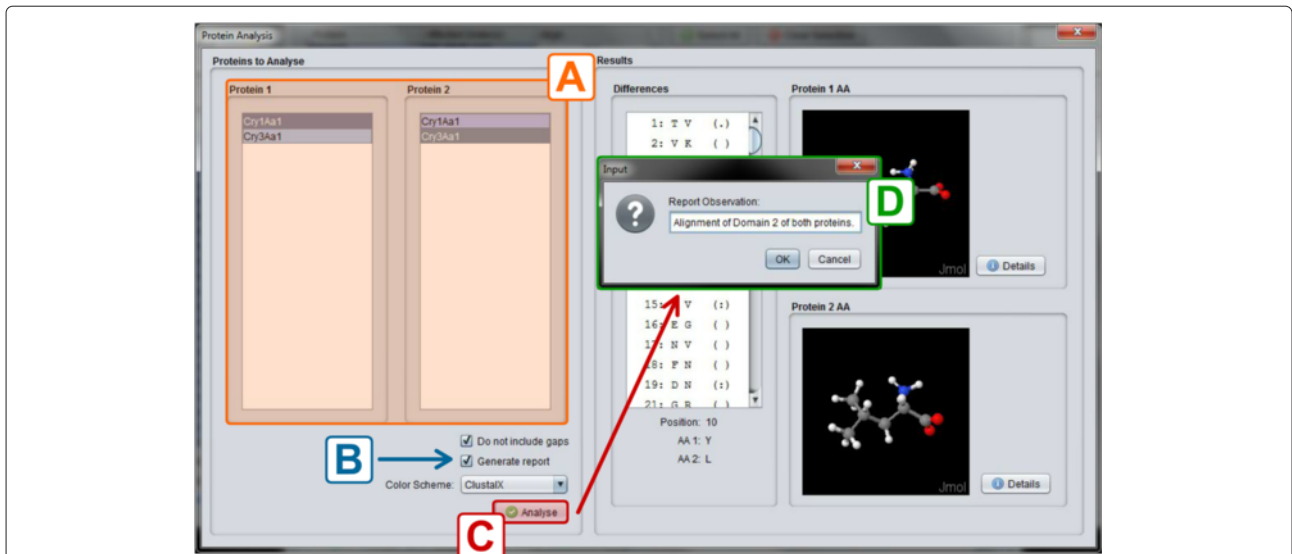 Protein Analysis
Proteins to Analyse
Results
A
Protein 1
Protein 2
Differences
Protein 1 AA
Cry1Aa1
Cry3Aa1
Cry1Aa1
Cry3Aa1
1: T V (.)
2: V K ( )
Input
D
Report Observation:
Alignment of Domain 2 of both proteins.
OK
Cancel
Jmol
Details
15: V (:)
16: E G ( )
17: N V ( )
18: F N ( )
19: D N (:)
21: G R ( )
Protein 2 AA
Position: 10
AA 1: Y
AA 2: L
B
Do not include gaps
Generate report
Color Scheme: ClustalX
Analyse
C
Jmol
Details